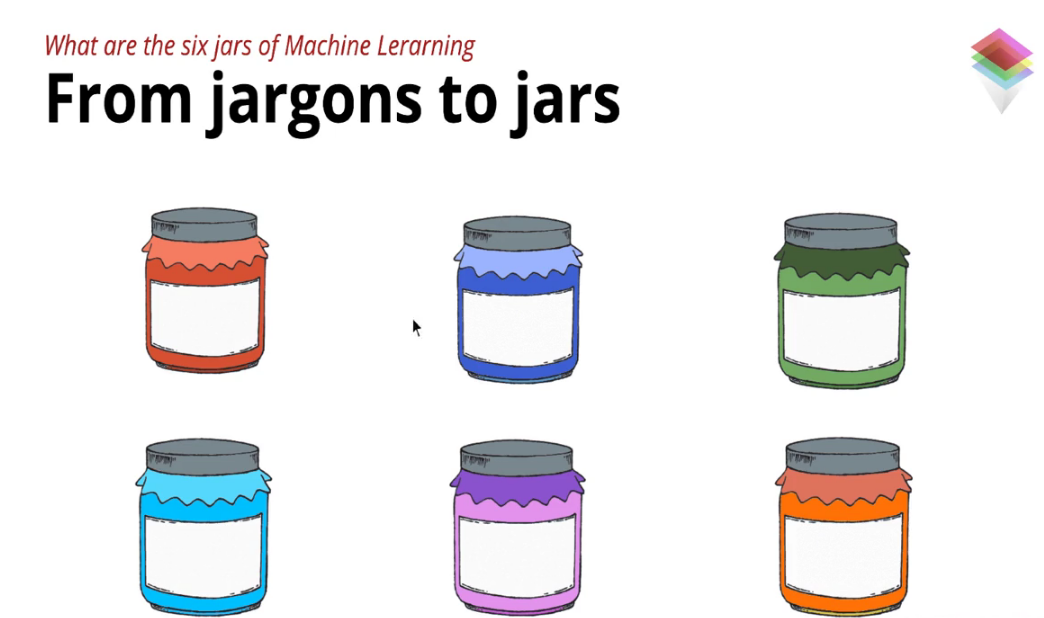 What are the six jars of Machine Lerarning
From jargons to jars